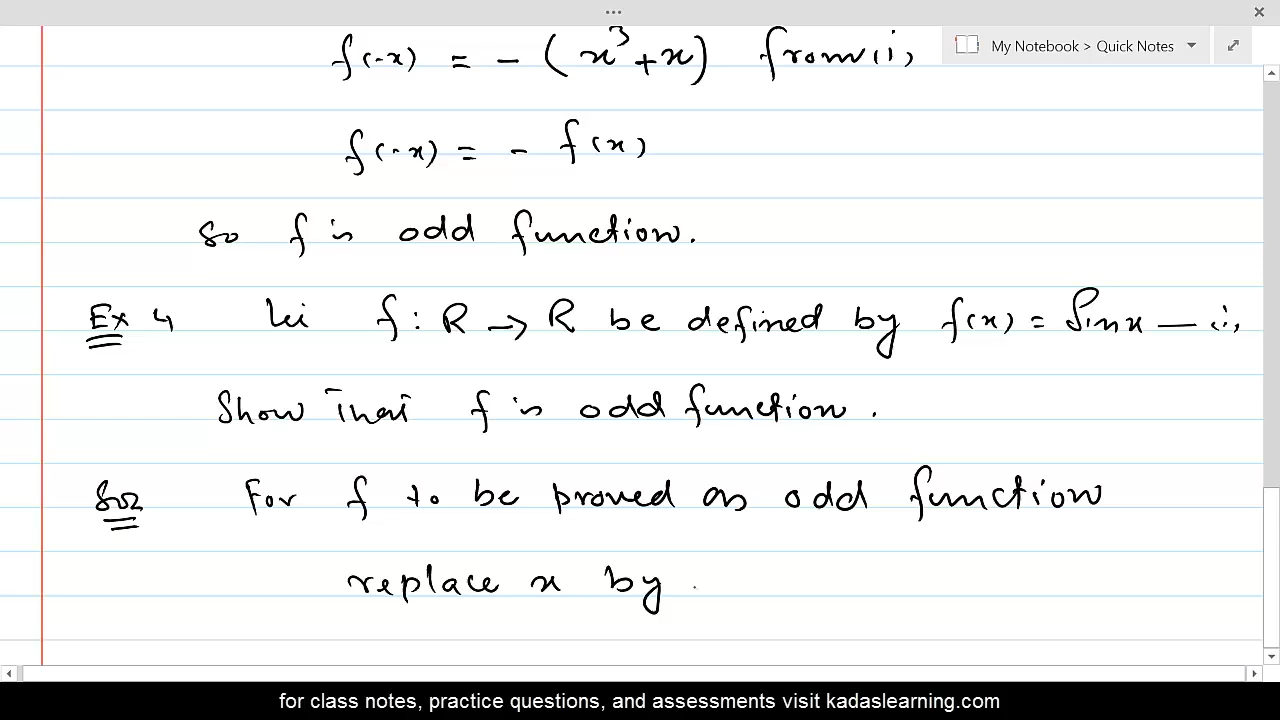 ...
My Notebook > Quick Notes
f(-x) = - (x³+x) from (i)
f(-x) = - f(x)
So f is odd function.
Ex 4 Let f : R → R be defined by f(x) = Sinx — (i)
Show that f is odd function.
Sol For f to be proved as odd function
replace x by
for class notes, practice questions, and assessments visit kadaslearning.com